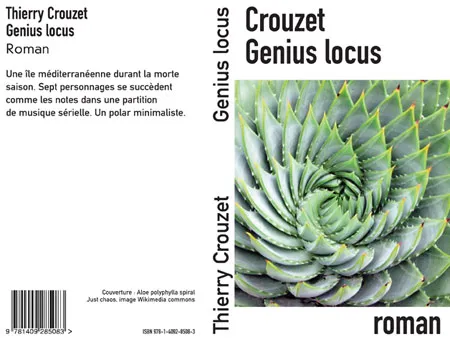 Thierry Crouzet
Genius locus
Roman
Une île méditerranéenne durant la morte
saison. Sept personnages se succèdent
comme les notes dans une partition
de musique sérielle. Un polar minimaliste.
Couverture - Aloe polyphylla spiral
Just chaos, image Wikimedia commons
9 781409 285083 >
ISBN 978-1-4092-8508-3
Thierry Crouzet Genius locus
Crouzet
Genius locus
roman